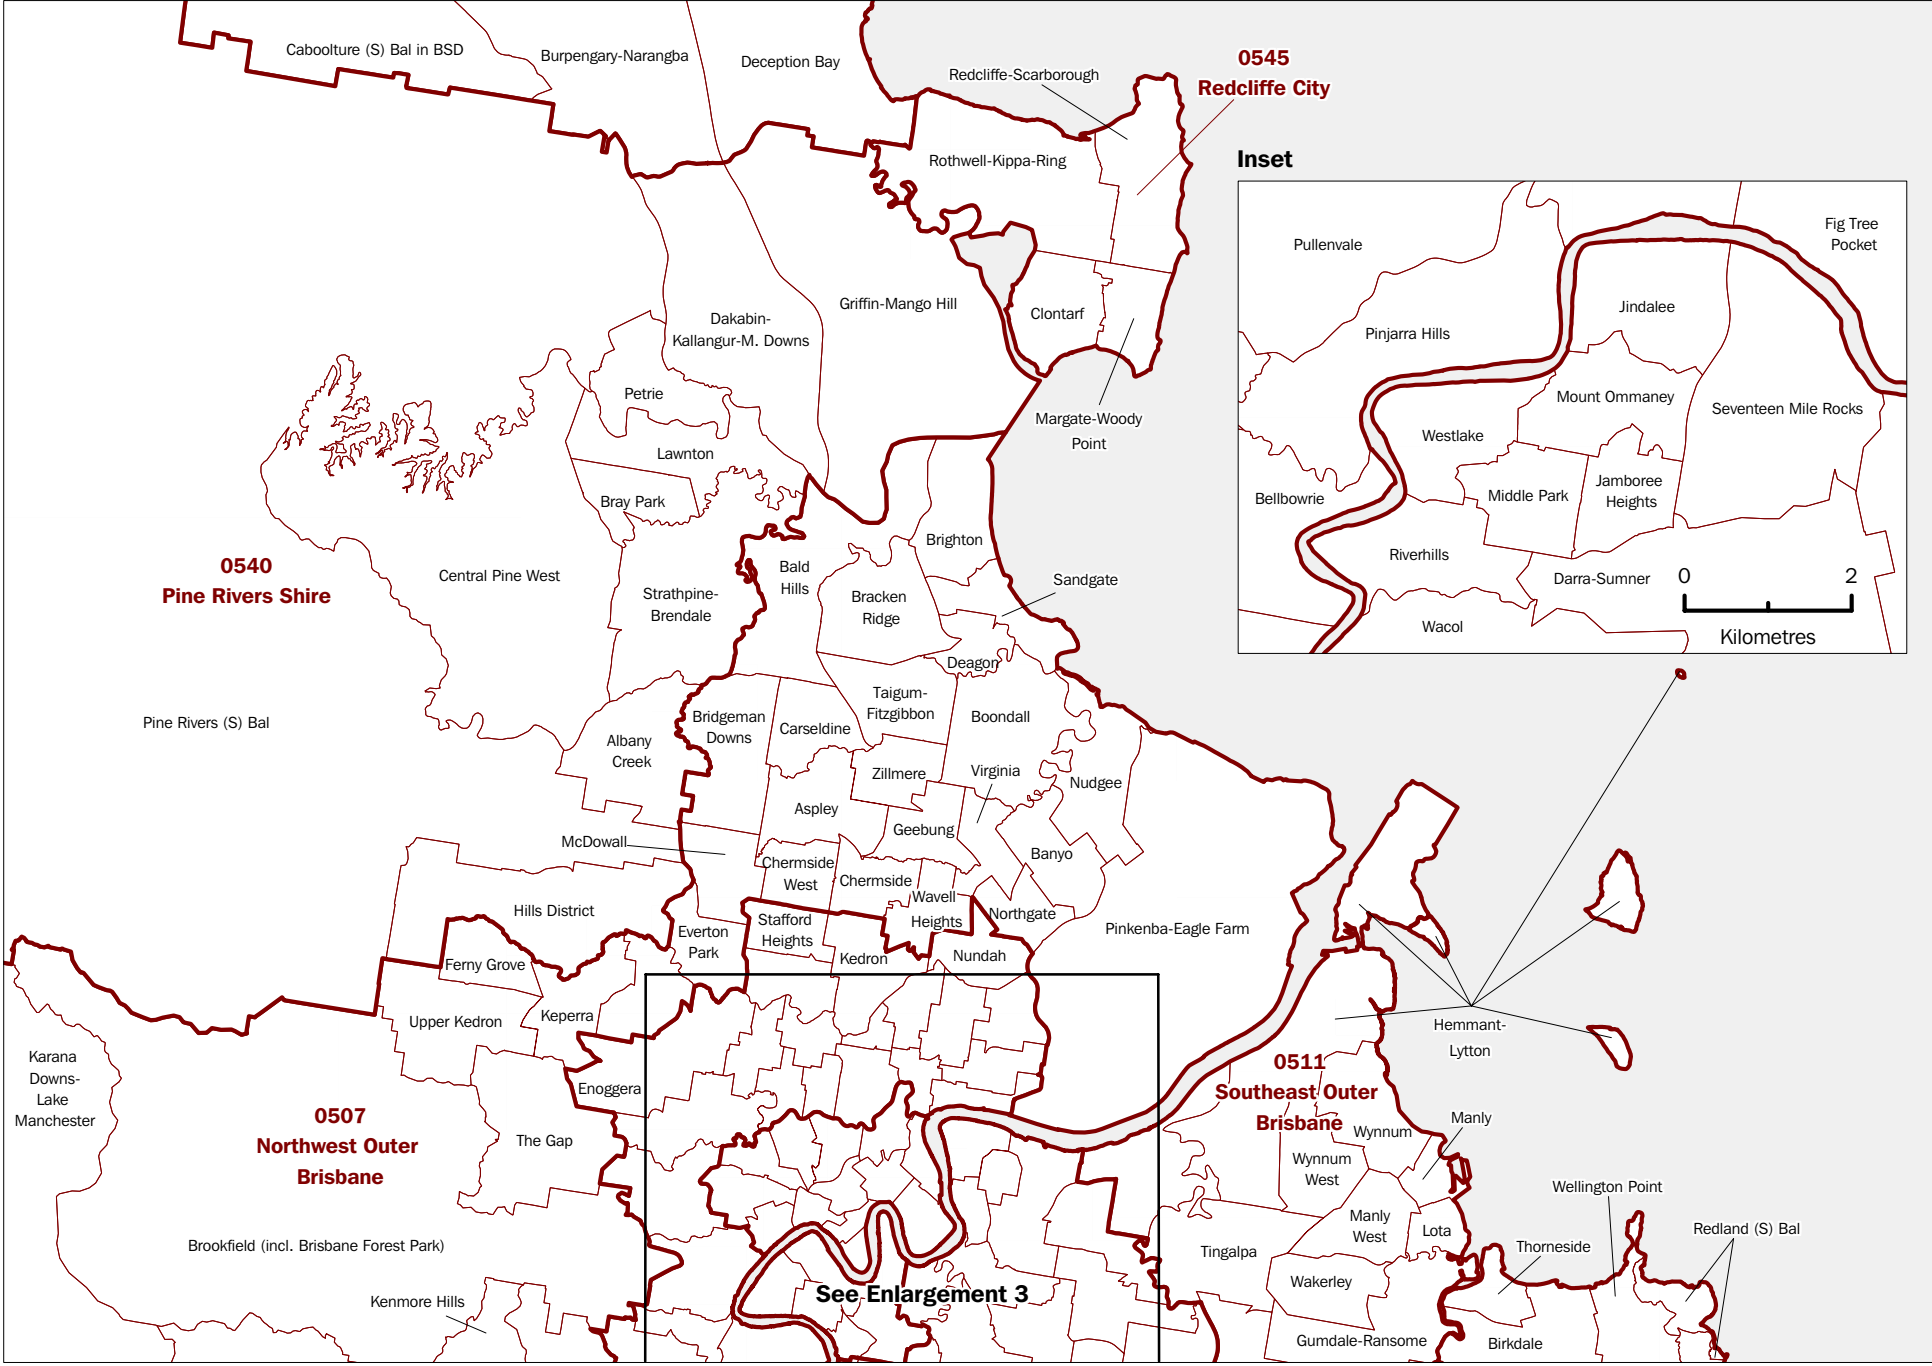 Caboolture (S) Bal in BSD
Burpengary-Narangba
Deception Bay
Redcliffe-Scarborough
0545
Redcliffe City
Rothwell-Kippa-Ring
Griffin-Mango Hill
Clontarf
Dakabin-
Kallangur-M. Downs
Petrie
Margate-Woody
Point
Lawnton
Bray Park
Brighton
0540
Pine Rivers Shire
Central Pine West
Bald
Hills
Sandgate
Strathpine-
Brendale
Bracken
Ridge
Deagon
Pine Rivers (S) Bal
Taigum-
Fitzgibbon
Bridgeman
Downs
Carseldine
Boondall
Albany
Creek
Zillmere
Virginia
Nudgee
Aspley
Geebung
McDowall
Banyo
Chermside
West
Chermside
Wavell
Heights
Hills District
Stafford
Heights
Northgate
Everton
Park
Pinkenba-Eagle Farm
Kedron
Nundah
Ferny Grove
Upper Kedron
Keperra
Hemmant-
Lytton
Karana
Downs-
Lake
Manchester
0511
Southeast Outer
Brisbane
Enoggera
0507
Northwest Outer
Brisbane
The Gap
Manly
Wynnum
Wynnum
West
Wellington Point
Manly
West
Lota
Redland (S) Bal
Brookfield (incl. Brisbane Forest Park)
Tingalpa
Thorneside
Wakerley
See Enlargement 3
Kenmore Hills
Gumdale-Ransome
Birkdale
Inset
Pullenvale
Fig Tree
Pocket
Jindalee
Pinjarra Hills
Mount Ommaney
Seventeen Mile Rocks
Westlake
Bellbowrie
Middle Park
Jamboree
Heights
Riverhills
Darra-Sumner
Wacol
0 2
Kilometres